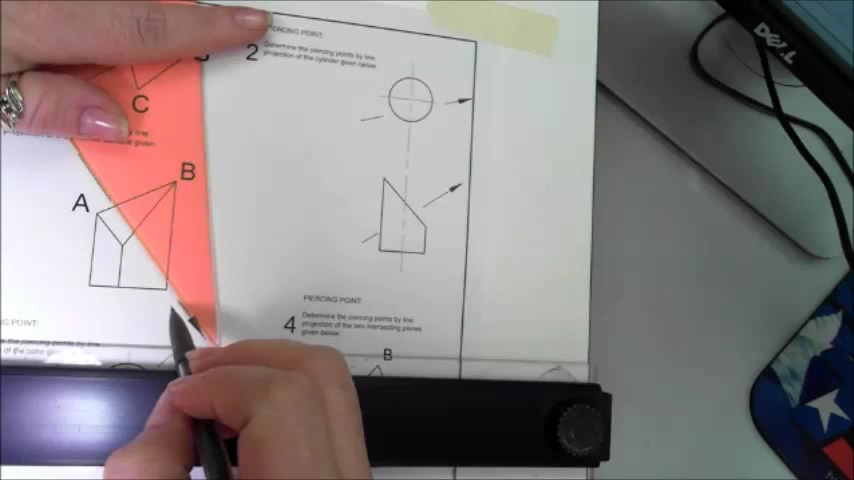 PIERCING POINT:
2
Determine the piercing points by line
projection of the cylinder given below.
C
B
A
PIERCING POINT:
4
Determine the piercing points by line
projection of the two intersecting planes
given below.
B
DELL